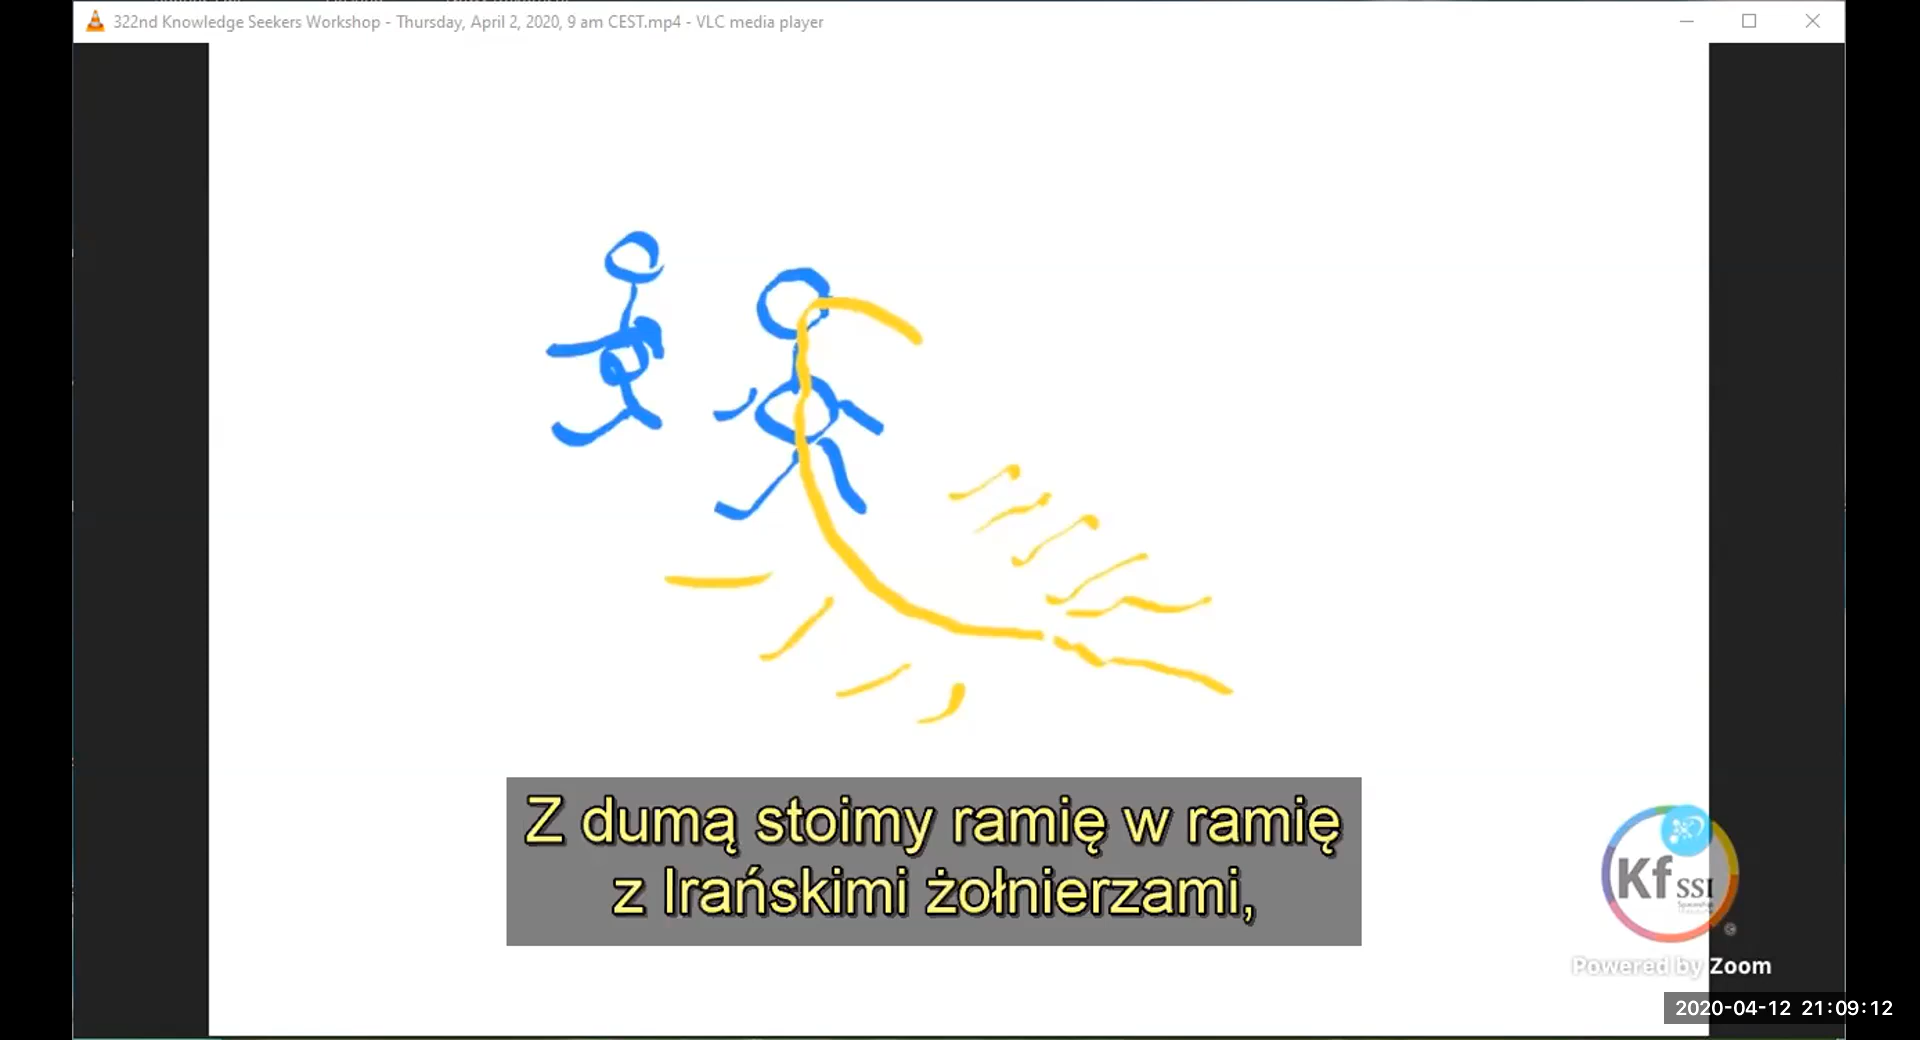 322nd Knowledge Seekers Workshop - Thursday, April 2, 2020, 9 am CEST.mp4 - VLC media player
Z dumą stoimy ramię w ramię
z Irańskimi żołnierzami,
Kf SSI
Powered by Zoom
2020-04-12 21:09:12